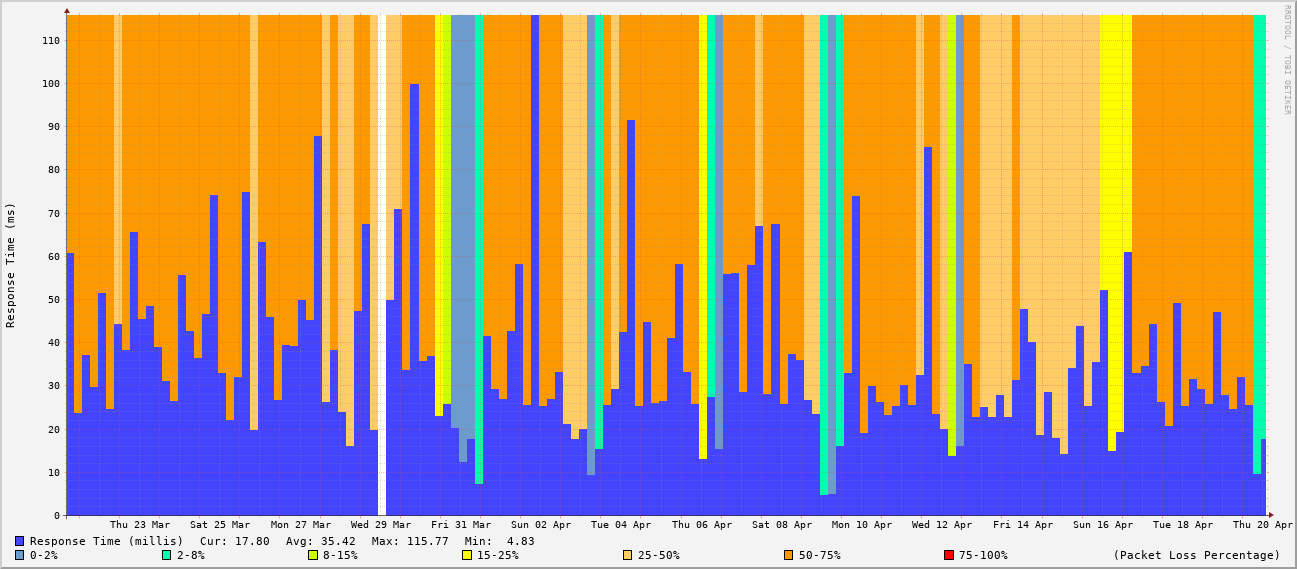 RRDTOOL / TOBI OETIKER
Response Time (ms)
110
100
90
80
70
60
50
40
30
20
10
0
Thu 23 Mar Sat 25 Mar Mon 27 Mar Wed 29 Mar Fri 31 Mar Sun 02 Apr Tue 04 Apr Thu 06 Apr Sat 08 Apr Mon 10 Apr Wed 12 Apr Fri 14 Apr Sun 16 Apr Tue 18 Apr Thu 20 Apr
Response Time (millis) Cur: 17.80 Avg: 35.42 Max: 115.77 Min: 4.83
0-2% 2-8% 8-15% 15-25% 25-50% 50-75% 75-100% (Packet Loss Percentage)